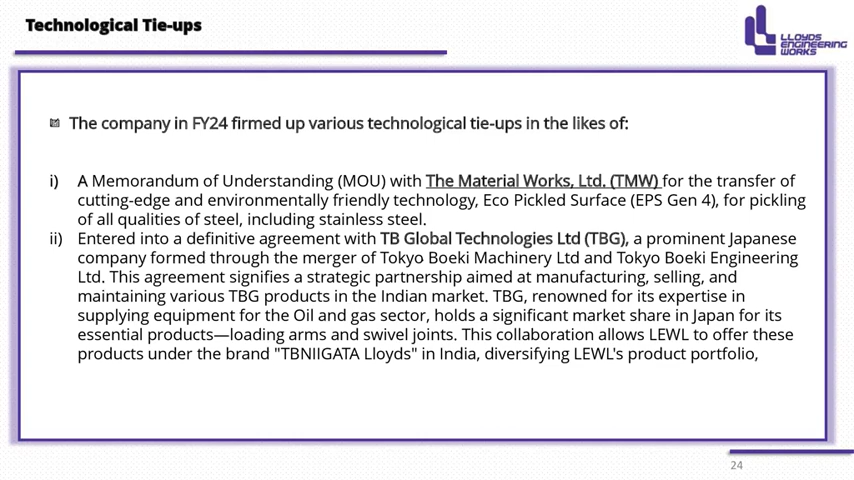 Technological Tie-ups
LLOYDS
ENGINEERING
WORKS
The company in FY24 firmed up various technological tie-ups in the likes of:
i) A Memorandum of Understanding (MOU) with The Material Works, Ltd. (TMW) for the transfer of
cutting-edge and environmentally friendly technology, Eco Pickled Surface (EPS Gen 4), for pickling
of all qualities of steel, including stainless steel.
ii) Entered into a definitive agreement with TB Global Technologies Ltd (TBG), a prominent Japanese
company formed through the merger of Tokyo Boeki Machinery Ltd and Tokyo Boeki Engineering
Ltd. This agreement signifies a strategic partnership aimed at manufacturing, selling, and
maintaining various TBG products in the Indian market. TBG, renowned for its expertise in
supplying equipment for the Oil and gas sector, holds a significant market share in Japan for its
essential products—loading arms and swivel joints. This collaboration allows LEWL to offer these
products under the brand "TBNIIGATA Lloyds" in India, diversifying LEWL's product portfolio,
24